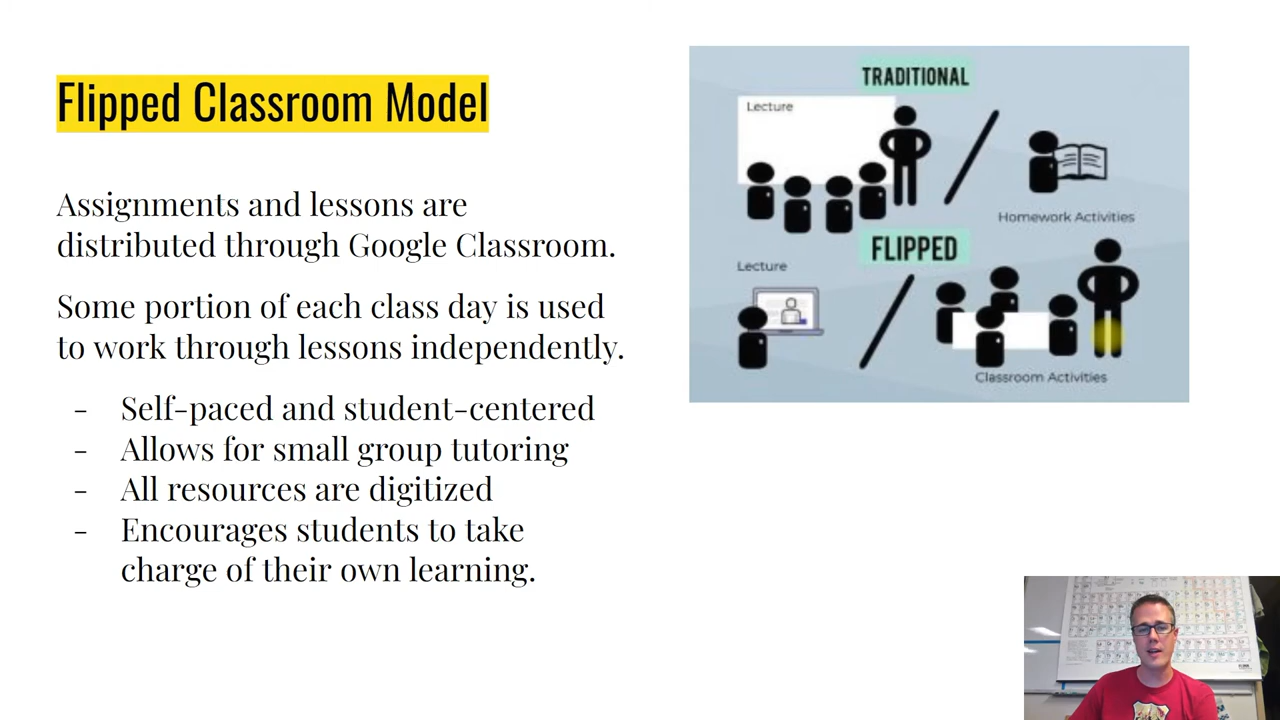 Flipped Classroom Model
Assignments and lessons are
distributed through Google Classroom.
Some portion of each class day is used
to work through lessons independently.
- Self-paced and student-centered
- Allows for small group tutoring
- All resources are digitized
- Encourages students to take
charge of their own learning.
TRADITIONAL
Lecture
Homework Activities
FLIPPED
Lecture
Classroom Activities